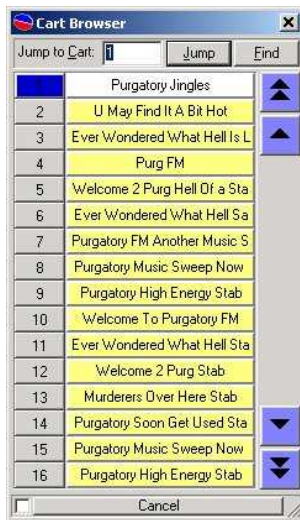 Cart Browser
Jump to Cart: 1 Jump Find
1 Purgatory Jingles
2 U May Find It A Bit Hot
3 Ever Wondered What Hell Is L
4 Purg FM
5 Welcome 2 Purg Hell Of a Sta
6 Ever Wondered What Hell Sa
7 Purgatory FM Another Music S
8 Purgatory Music Sweep Now
9 Purgatory High Energy Stab
10 Welcome To Purgatory FM
11 Ever Wondered What Hell Sta
12 Welcome 2 Purg Stab
13 Murderers Over Here Stab
14 Purgatory Soon Get Used Sta
15 Purgatory Music Sweep Now
16 Purgatory High Energy Stab
Cancel